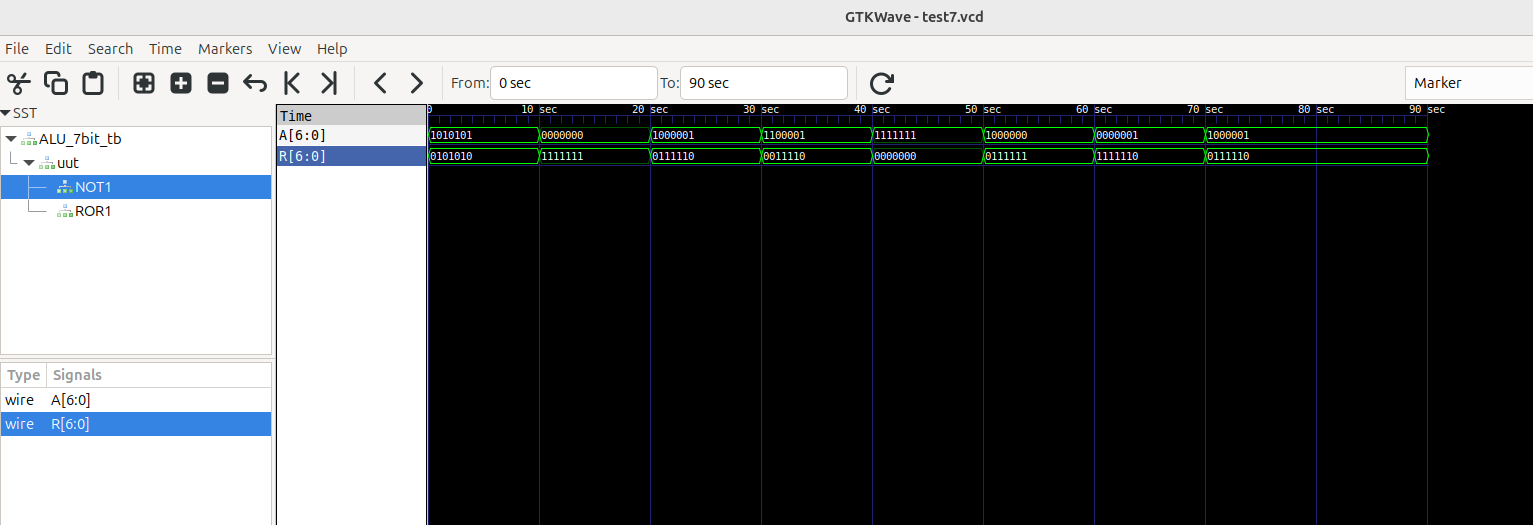 GTKWave - test7.vcd
File Edit Search Time Markers View Help
From: 0 sec To: 90 sec Marker
SST
ALU_7bit_tb
uut
NOT1
ROR1
Type Signals
wire A[6:0]
wire R[6:0]
Time 0 10 sec 20 sec 30 sec 40 sec 50 sec 60 sec 70 sec 80 sec 90 sec
A[6:0] 1010101 0000000 1000001 1100001 1111111 1000000 0000001 1000001
R[6:0] 0101010 1111111 0111110 0011110 0000000 0111111 1111110 0111110